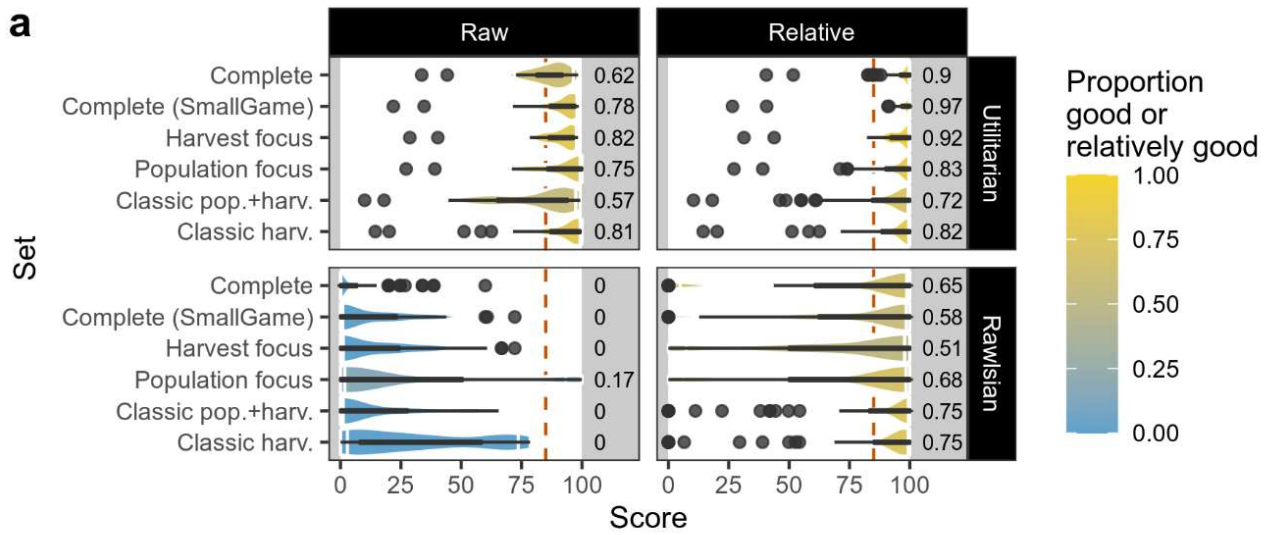 a
Raw
Relative
Complete
0.62
0.9
Complete (SmallGame)
0.78
0.97
Harvest focus
0.82
0.92
Population focus
0.75
0.83
Classic pop.+harv.
0.57
0.72
Classic harv.
0.81
0.82
Utilitarian
Complete
0
0.65
Complete (SmallGame)
0
0.58
Harvest focus
0
0.51
Population focus
0.17
0.68
Classic pop.+harv.
0
0.75
Classic harv.
0
0.75
Rawlsian
Set
0 25 50 75 100
0 25 50 75 100
Score
Proportion
good or
relatively good
1.00
0.75
0.50
0.25
0.00